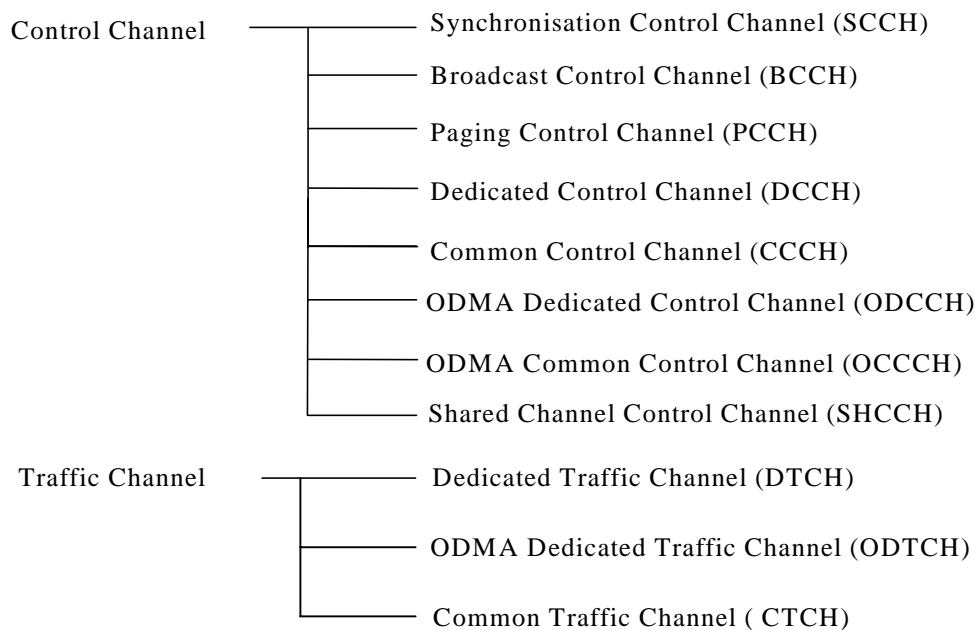 Control Channel
Synchronisation Control Channel (SCCH)
Broadcast Control Channel (BCCH)
Paging Control Channel (PCCH)
Dedicated Control Channel (DCCH)
Common Control Channel (CCCH)
ODMA Dedicated Control Channel (ODCCH)
ODMA Common Control Channel (OCCCH)
Shared Channel Control Channel (SHCCH)
Traffic Channel
Dedicated Traffic Channel (DTCH)
ODMA Dedicated Traffic Channel (ODTCH)
Common Traffic Channel ( CTCH)